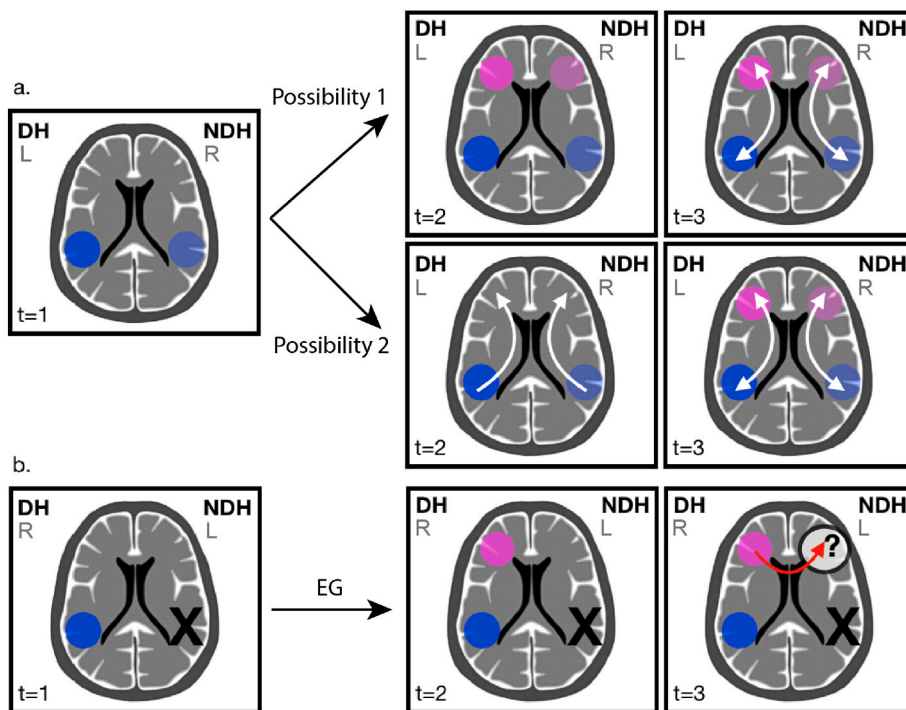 a.
DH NDH
L R
t=1
Possibility 1
DH NDH
L R
t=2
DH NDH
L R
t=3
Possibility 2
DH NDH
L R
t=2
DH NDH
L R
t=3
b.
DH NDH
R L
X
t=1
EG
DH NDH
R L
X
t=2
DH NDH
R L
?
X
t=3